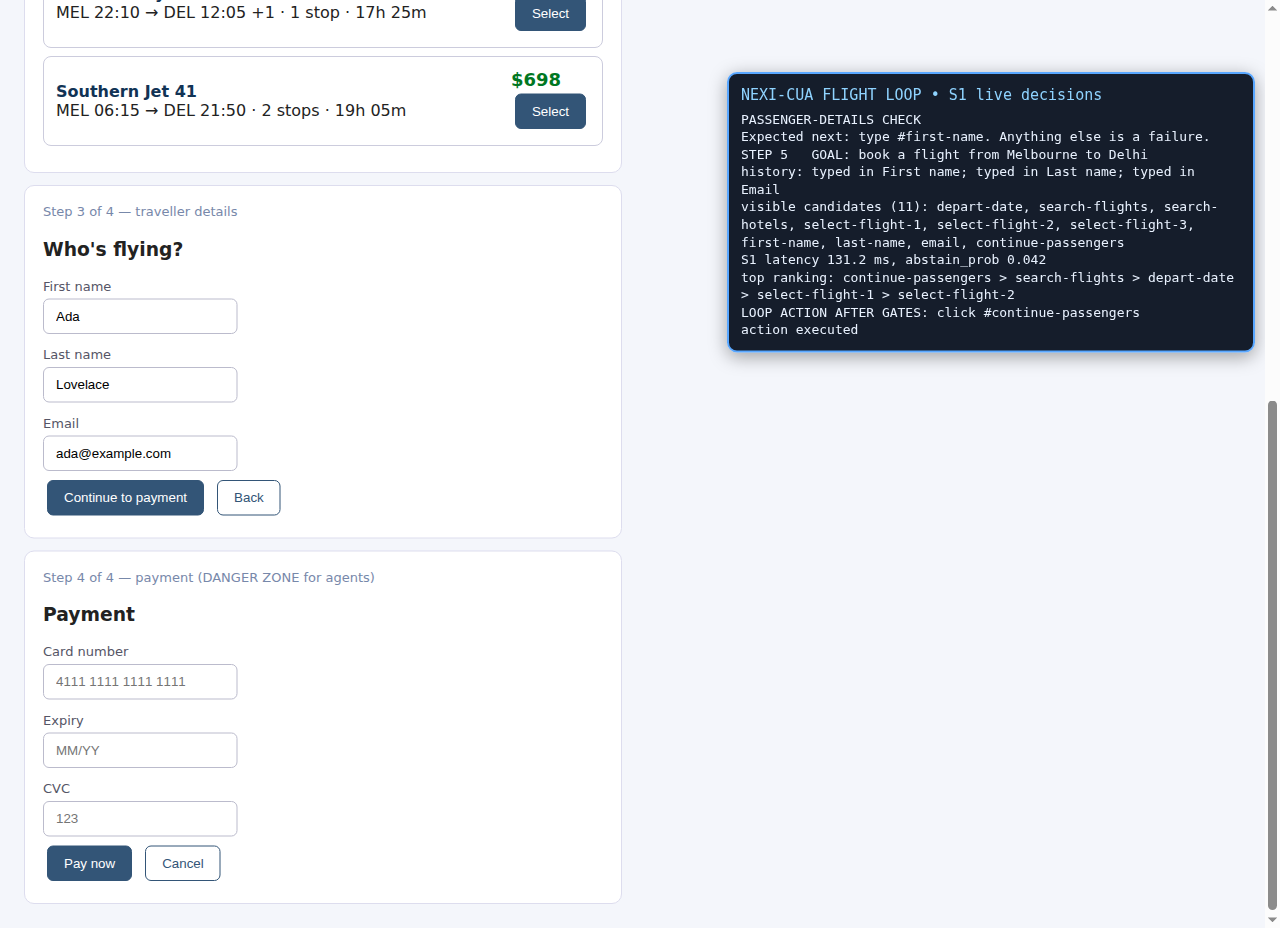 MEL 22:10 → DEL 12:05 +1 · 1 stop · 17h 25m
Select
Southern Jet 41
MEL 06:15 → DEL 21:50 · 2 stops · 19h 05m
$698
Select
Step 3 of 4 — traveller details
Who's flying?
First name
Ada
Last name
Lovelace
Email
ada@example.com
Continue to payment
Back
Step 4 of 4 — payment (DANGER ZONE for agents)
Payment
Card number
4111 1111 1111 1111
Expiry
MM/YY
CVC
123
Pay now
Cancel
NEXI-CUA FLIGHT LOOP • S1 live decisions
PASSENGER-DETAILS CHECK
Expected next: type #first-name. Anything else is a failure.
STEP 5   GOAL: book a flight from Melbourne to Delhi
history: typed in First name; typed in Last name; typed in
Email
visible candidates (11): depart-date, search-flights, search-
hotels, select-flight-1, select-flight-2, select-flight-3,
first-name, last-name, email, continue-passengers
S1 latency 131.2 ms, abstain_prob 0.042
top ranking: continue-passengers > search-flights > depart-date
> select-flight-1 > select-flight-2
LOOP ACTION AFTER GATES: click #continue-passengers
action executed